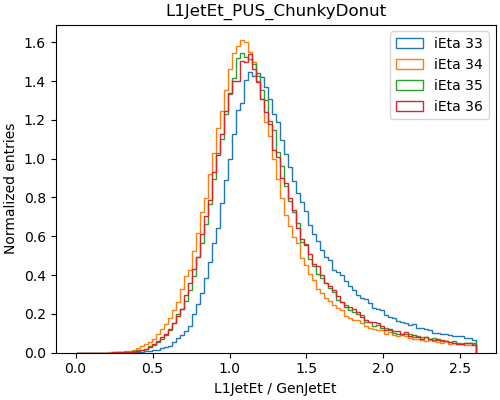 L1JetEt_PUS_ChunkyDonut
iEta 33
iEta 34
iEta 35
iEta 36
Normalized entries
1.6
1.4
1.2
1.0
0.8
0.6
0.4
0.2
0.0
0.0 0.5 1.0 1.5 2.0 2.5
L1JetEt / GenJetEt